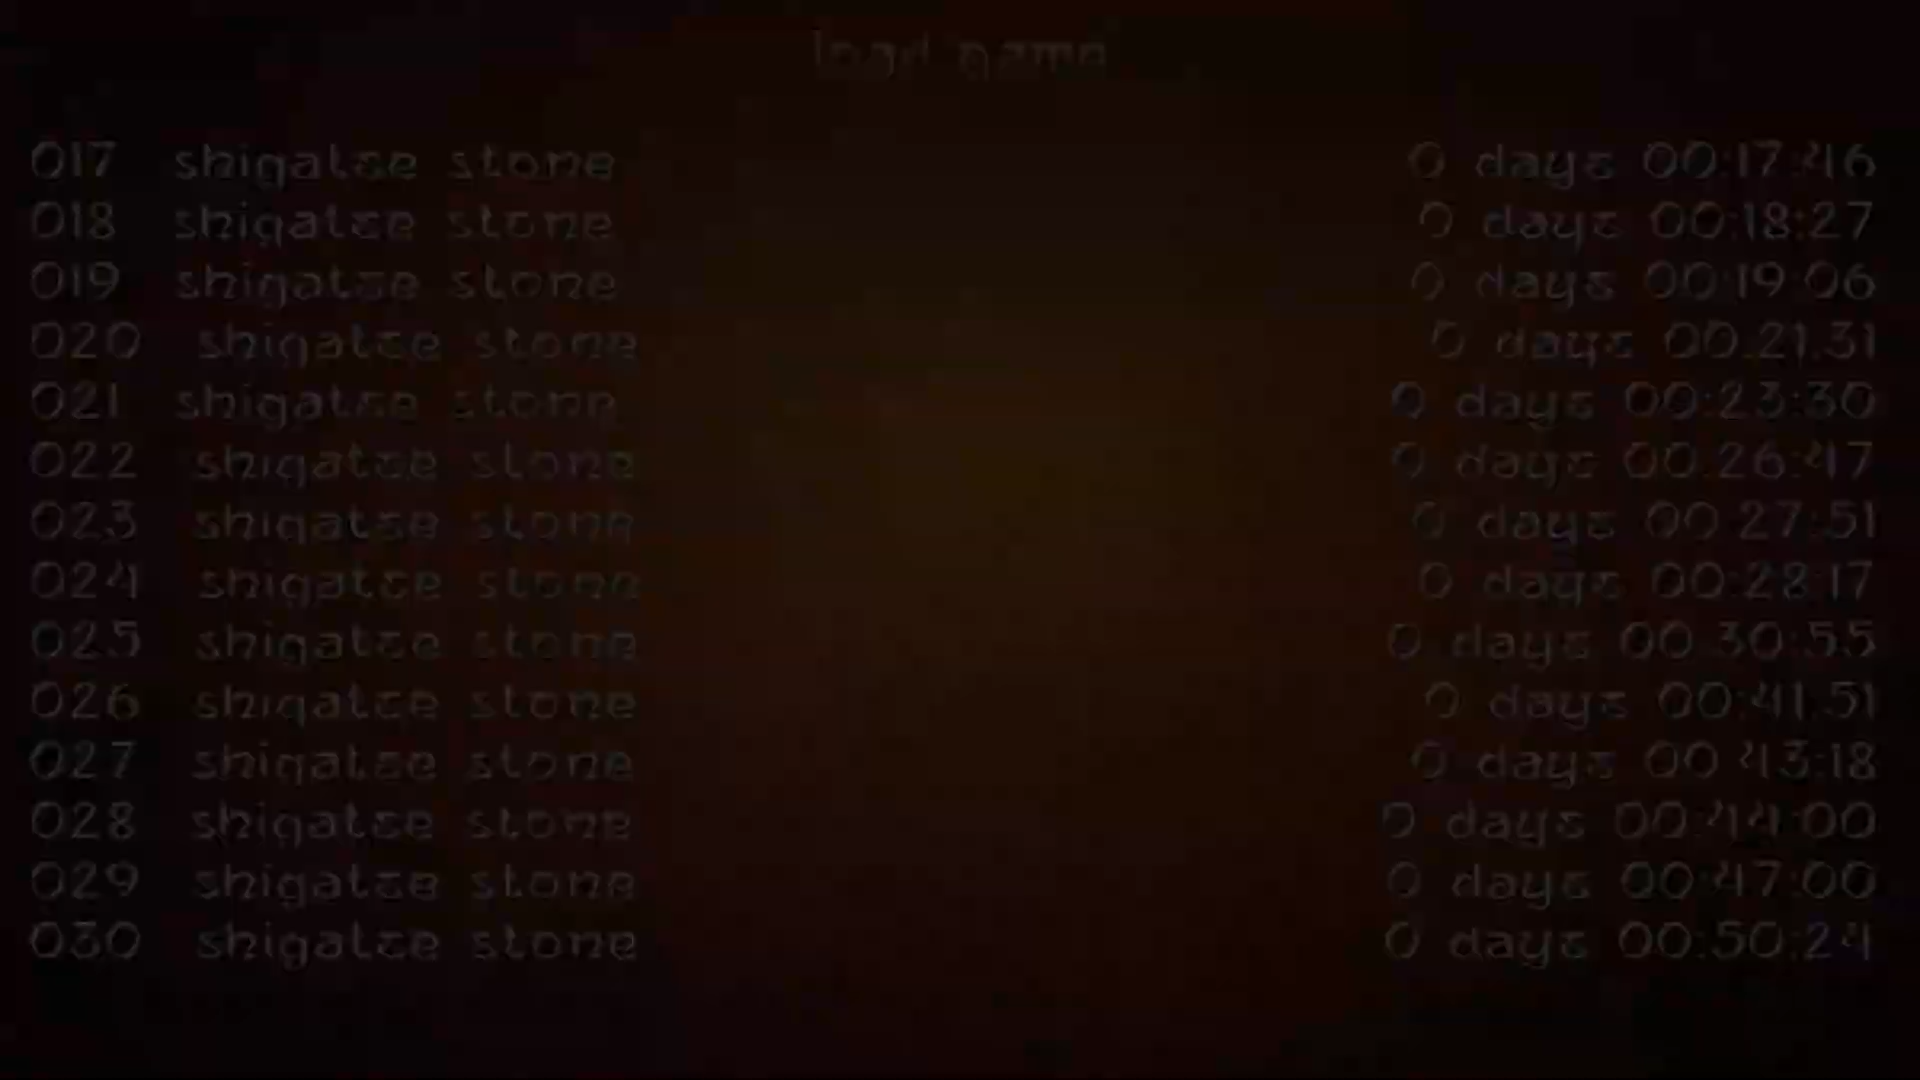 load game
017 shigatse stone 0 days 00:17:46
018 shigatse stone 0 days 00:18:27
019 shigatse stone 0 days 00:19:06
020 shigatse stone 0 days 00:21:31
021 shigatse stone 0 days 00:23:30
022 shigatse stone 0 days 00:26:47
023 shigatse stone 0 days 00:27:51
024 shigatse stone 0 days 00:28:17
025 shigatse stone 0 days 00:30:55
026 shigatse stone 0 days 00:41:51
027 shigatse stone 0 days 00:43:18
028 shigatse stone 0 days 00:44:00
029 shigatse stone 0 days 00:47:00
030 shigatse stone 0 days 00:50:24